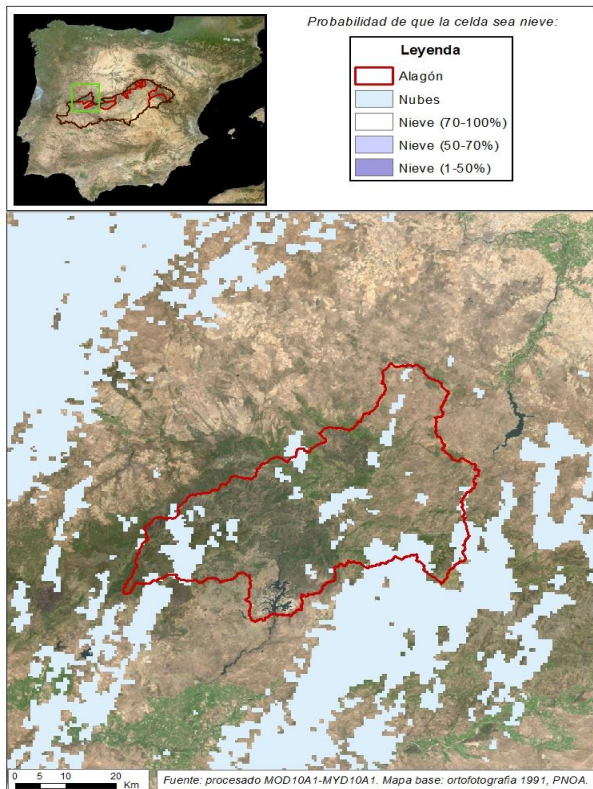 Probabilidad de que la celda sea nieve:
Leyenda
Alagón
Nubes
Nieve (70-100%)
Nieve (50-70%)
Nieve (1-50%)
0 5 10 20
Km
Fuente: procesado MOD10A1-MYD10A1. Mapa base: ortofotografia 1991, PNOA.